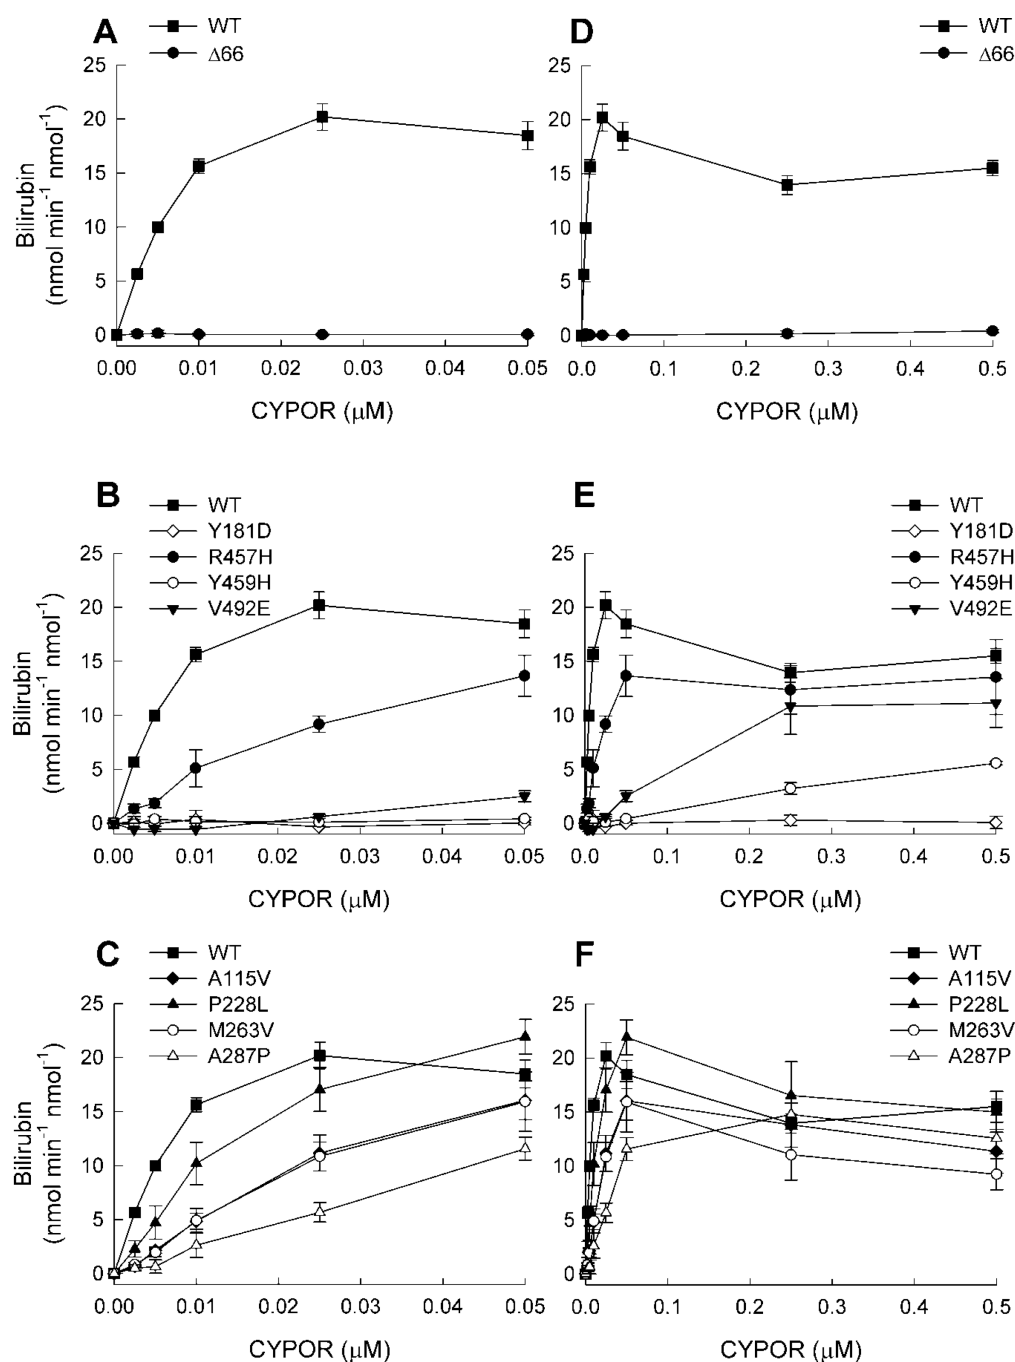 A
WT
Δ66
25
20
15
10
5
0
Bilirubin
(nmol min⁻¹ nmol⁻¹)
0.00 0.01 0.02 0.03 0.04 0.05
CYPOR (μM)
D
WT
Δ66
25
20
15
10
5
0
0.0 0.1 0.2 0.3 0.4 0.5
CYPOR (μM)
B
WT
Y181D
R457H
Y459H
V492E
25
20
15
10
5
0
Bilirubin
(nmol min⁻¹ nmol⁻¹)
0.00 0.01 0.02 0.03 0.04 0.05
CYPOR (μM)
E
WT
Y181D
R457H
Y459H
V492E
25
20
15
10
5
0
0.0 0.1 0.2 0.3 0.4 0.5
CYPOR (μM)
C
WT
A115V
P228L
M263V
A287P
25
20
15
10
5
0
Bilirubin
(nmol min⁻¹ nmol⁻¹)
0.00 0.01 0.02 0.03 0.04 0.05
CYPOR (μM)
F
WT
A115V
P228L
M263V
A287P
25
20
15
10
5
0
0.0 0.1 0.2 0.3 0.4 0.5
CYPOR (μM)